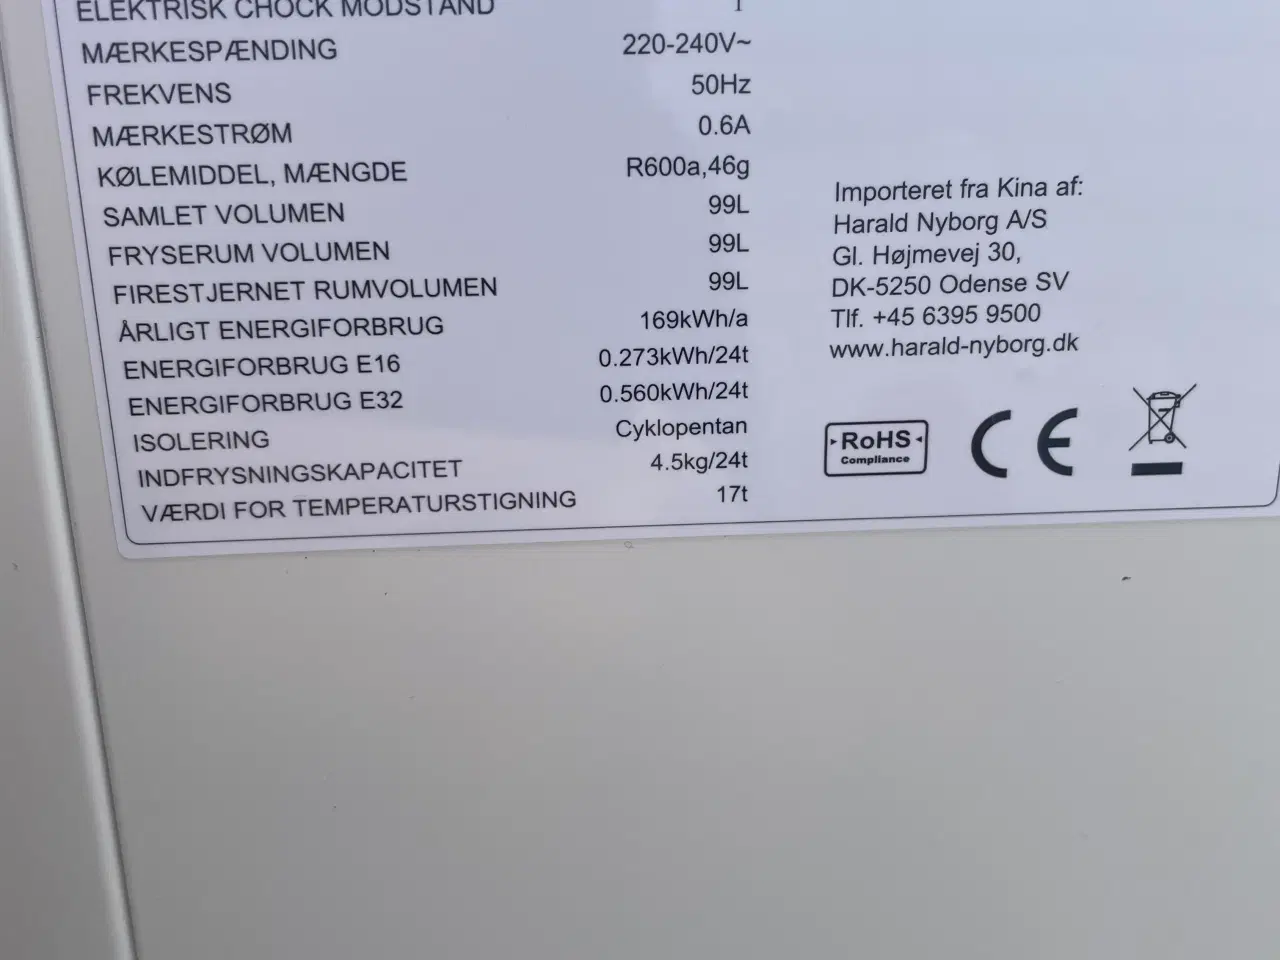 ELEKTRISK CHOCK MODSTAND I
MÆRKESPÆNDING 220-240V~
FREKVENS 50Hz
MÆRKESTRØM 0.6A
KØLEMIDDEL, MÆNGDE R600a,46g
SAMLET VOLUMEN 99L
FRYSERUM VOLUMEN 99L
FIRESTJERNET RUMVOLUMEN 99L
ÅRLIGT ENERGIFORBRUG 169kWh/a
ENERGIFORBRUG E16 0.273kWh/24t
ENERGIFORBRUG E32 0.560kWh/24t
ISOLERING Cyklopentan
INDFRYSNINGSKAPACITET 4.5kg/24t
VÆRDI FOR TEMPERATURSTIGNING 17t
Importeret fra Kina af:
Harald Nyborg A/S
Gl. Højmevej 30,
DK-5250 Odense SV
Tlf. +45 6395 9500
www.harald-nyborg.dk
RoHS
Compliance
CE